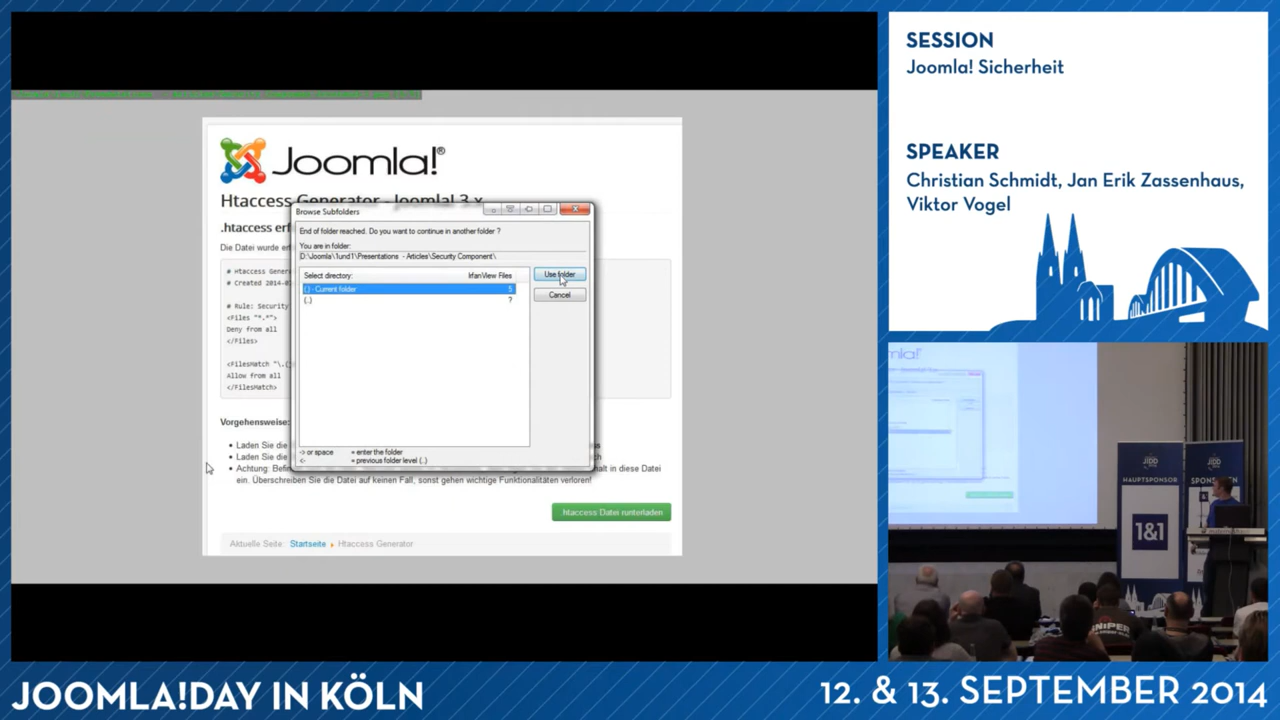 SESSION
Joomla! Sicherheit
SPEAKER
Christian Schmidt, Jan Erik Zassenhaus,
Viktor Vogel
Joomla!®
Htaccess Generator - Joomla! 3.x
.htaccess
Die Datei wurde
# Created 2014-
# Rule: Security
<Files "*.*">
Deny from all
</Files>
<FilesMatch "\.(
Allow from all
</FilesMatch>
Vorgehensweise:
Laden Sie die
Laden Sie die
Achtung: halt in diese Datei
ein. Überschreiben Sie die Datei auf keinen Fall, sonst gehen wichtige Funktionalitäten verloren!
htaccess Datei runterladen
Aktuelle Seite: Startseite Htaccess Generator
Browse Subfolders
End of folder reached. Do you want to continue in another folder ?
You are in folder:
D:\Joomla\1und1\Presentations - Articles\Security Component\
Select directory: IrfanView Files
(.) - Current folder 5
(..) ?
Use folder
Cancel
-> or space = enter the folder
<- = previous folder level (..)
omla!®
JDD
HAUPTSPONSOR
1&1
JDD
SNIPER
JOOMLA!DAY IN KÖLN
12. & 13. SEPTEMBER 2014